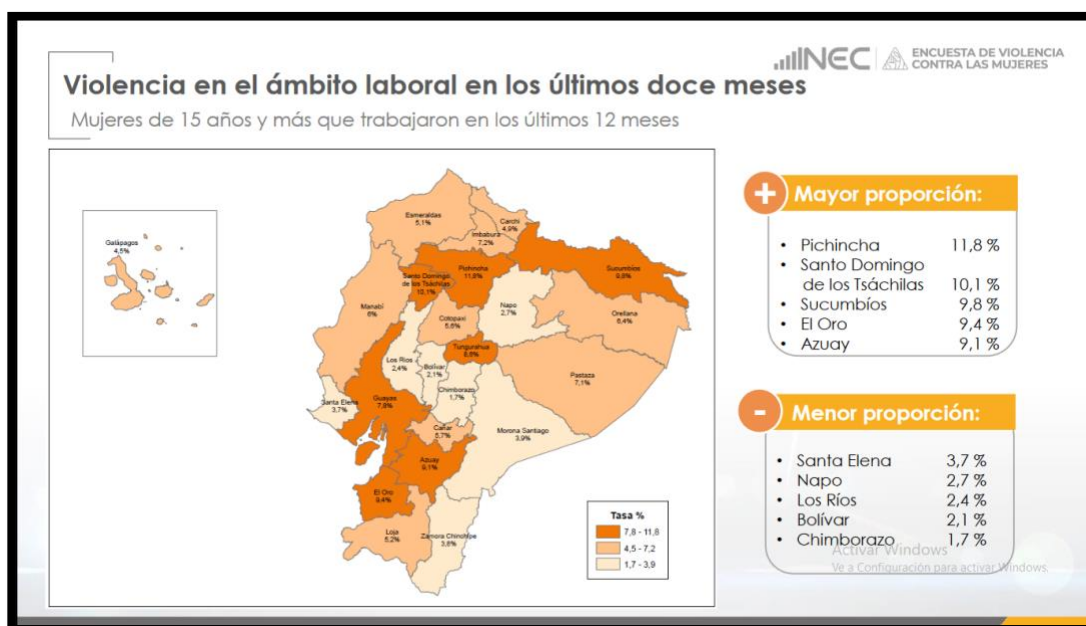 INEC
ENCUESTA DE VIOLENCIA
CONTRA LAS MUJERES
Violencia en el ámbito laboral en los últimos doce meses
Mujeres de 15 años y más que trabajaron en los últimos 12 meses
Galápagos
4,5%
Esmeraldas
5,1%
Carchi
4,9%
Imbabura
7,2%
Sucumbíos
9,8%
Pichincha
11,8%
Santo Domingo
de los Tsáchilas
10,1%
Napo
2,7%
Orellana
6,4%
Manabí
6%
Cotopaxi
5,6%
Tungurahua
8,8%
Los Ríos
2,4%
Bolívar
2,1%
Pastaza
7,1%
Chimborazo
1,7%
Santa Elena
3,7%
Guayas
7,8%
Morona Santiago
3,9%
Cañar
5,7%
Azuay
9,1%
El Oro
9,4%
Loja
5,2%
Zamora Chinchipe
3,8%
Tasa %
7,8 - 11,8
4,5 - 7,2
1,7 - 3,9
+ Mayor proporción:
• Pichincha 11,8 %
• Santo Domingo
de los Tsáchilas 10,1 %
• Sucumbíos 9,8 %
• El Oro 9,4 %
• Azuay 9,1 %
- Menor proporción:
• Santa Elena 3,7 %
• Napo 2,7 %
• Los Ríos 2,4 %
• Bolívar 2,1 %
• Chimborazo 1,7 %
Activar Windows
Ve a Configuración para activar Windows.